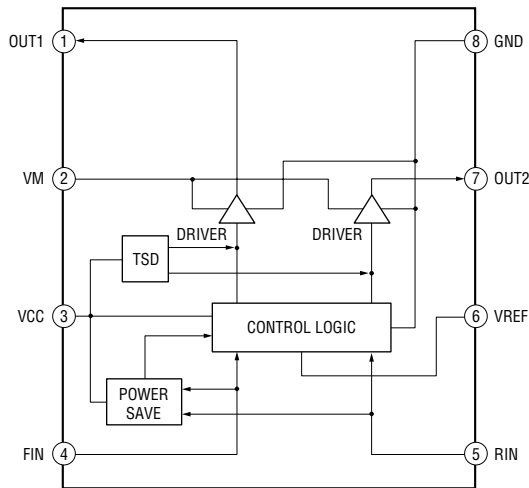 OUT1 1
8 GND
VM 2
7 OUT2
DRIVER
DRIVER
TSD
VCC 3
CONTROL LOGIC
6 VREF
POWER
SAVE
FIN 4
5 RIN